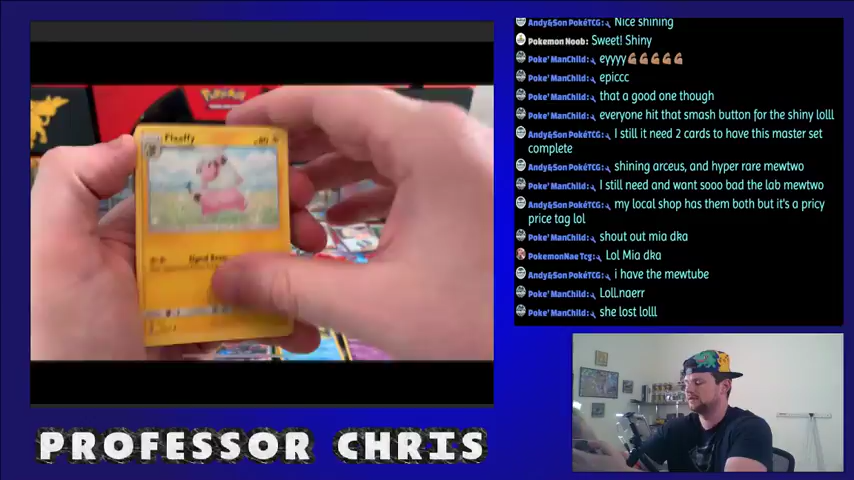 Andy&Son PokéTCG: Nice shining
Pokemon Noob: Sweet! Shiny
Poke' ManChild: eyyyy💪🏽💪🏽💪🏽💪🏽💪🏽
Poke' ManChild: epiccc
Poke' ManChild: that a good one though
Poke' ManChild: everyone hit that smash button for the shiny lolll
Andy&Son PokéTCG: I still it need 2 cards to have this master set
complete
Andy&Son PokéTCG: shining arceus, and hyper rare mewtwo
Poke' ManChild: I still need and want sooo bad the lab mewtwo
Andy&Son PokéTCG: my local shop has them both but it's a pricy
price tag lol
Poke' ManChild: shout out mia dka
PokemonNae Tcg: Lol Mia dka
Andy&Son PokéTCG: i have the mewtube
Poke' ManChild: Loll.naerr
Poke' ManChild: she lost lolll
Pokémon
Flaaffy
PROFESSOR CHRIS